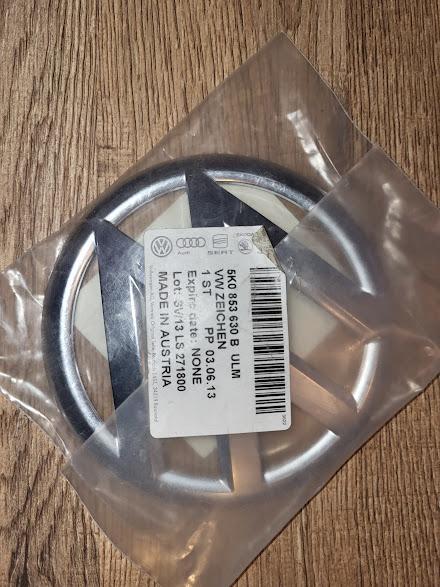 Audi SEAT ŠKODA
5K0 853 630 B ULM
VW ZEICHEN
1 ST PP 03.06.13
Expire date: NONE
Lot: SV/13 LS 271800
MADE IN AUSTRIA